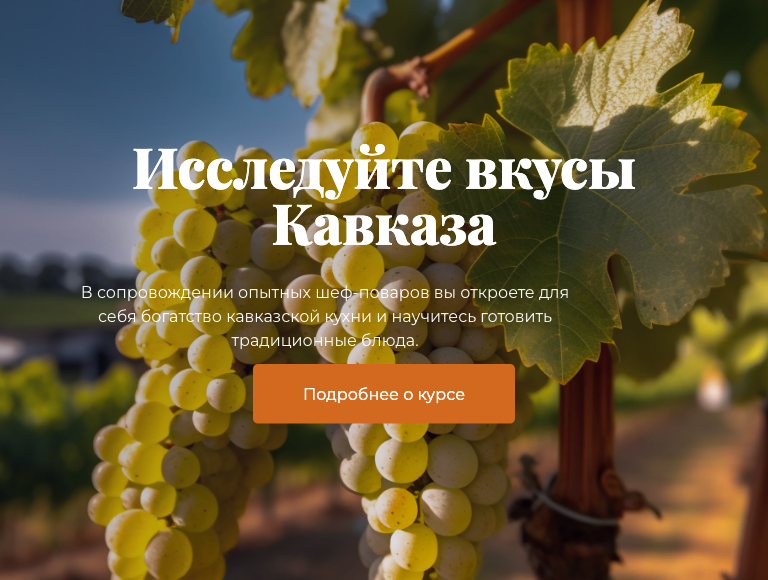 Исследуйте вкусы
Кавказа
В сопровождении опытных шеф-поваров вы откроете для
себя богатство кавказской кухни и научитесь готовить
традиционные блюда.
Подробнее о курсе